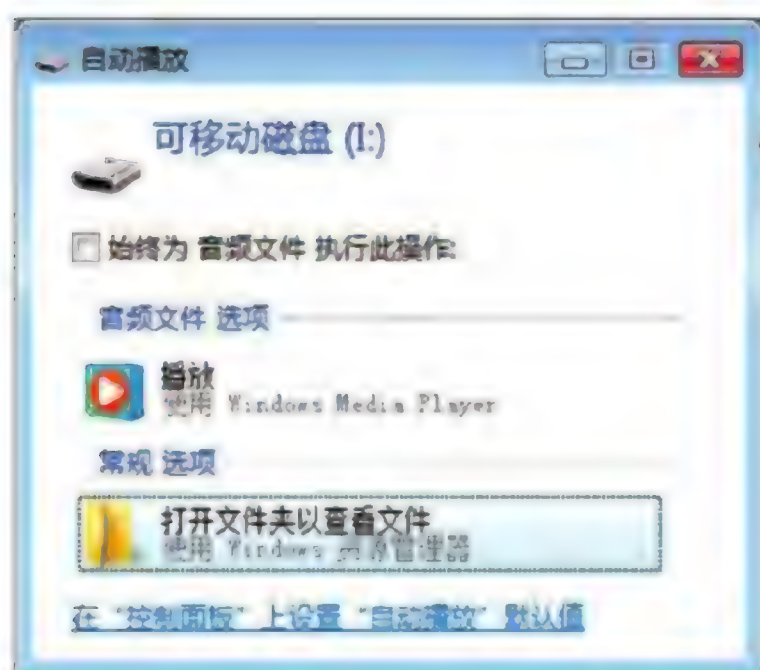 自动播放
可移动磁盘 (I:)
始终为 音频文件 执行此操作:
音频文件 选项
播放
使用 Windows Media Player
常规 选项
打开文件夹以查看文件
使用 Windows 资源管理器
在“控制面板”上设置“自动播放”默认值